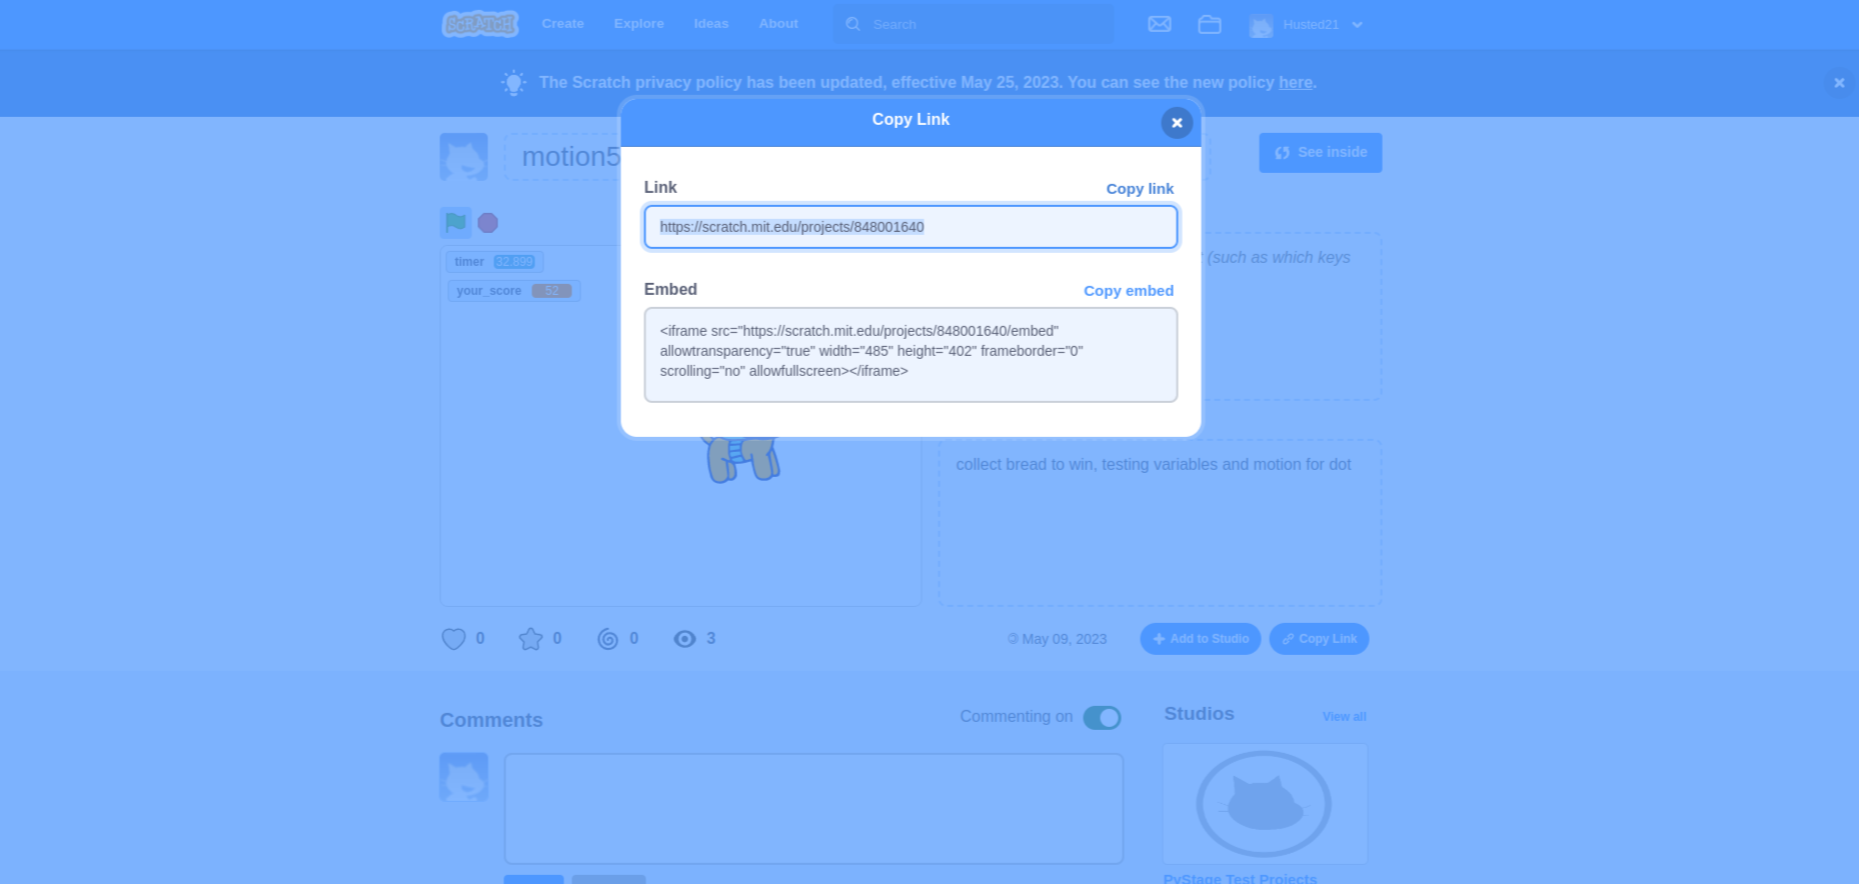 SCRATCH Create Explore Ideas About Search Husted21
The Scratch privacy policy has been updated, effective May 25, 2023. You can see the new policy here.
Copy Link
motion5
See inside
Link Copy link
https://scratch.mit.edu/projects/848001640
timer 32.899
your_score 52
(such as which keys
Embed Copy embed
<iframe src="https://scratch.mit.edu/projects/848001640/embed"
allowtransparency="true" width="485" height="402" frameborder="0"
scrolling="no" allowfullscreen></iframe>
collect bread to win, testing variables and motion for dot
0 0 0 3 May 09, 2023 Add to Studio Copy Link
Comments Commenting on Studios View all
PyStage Test Projects